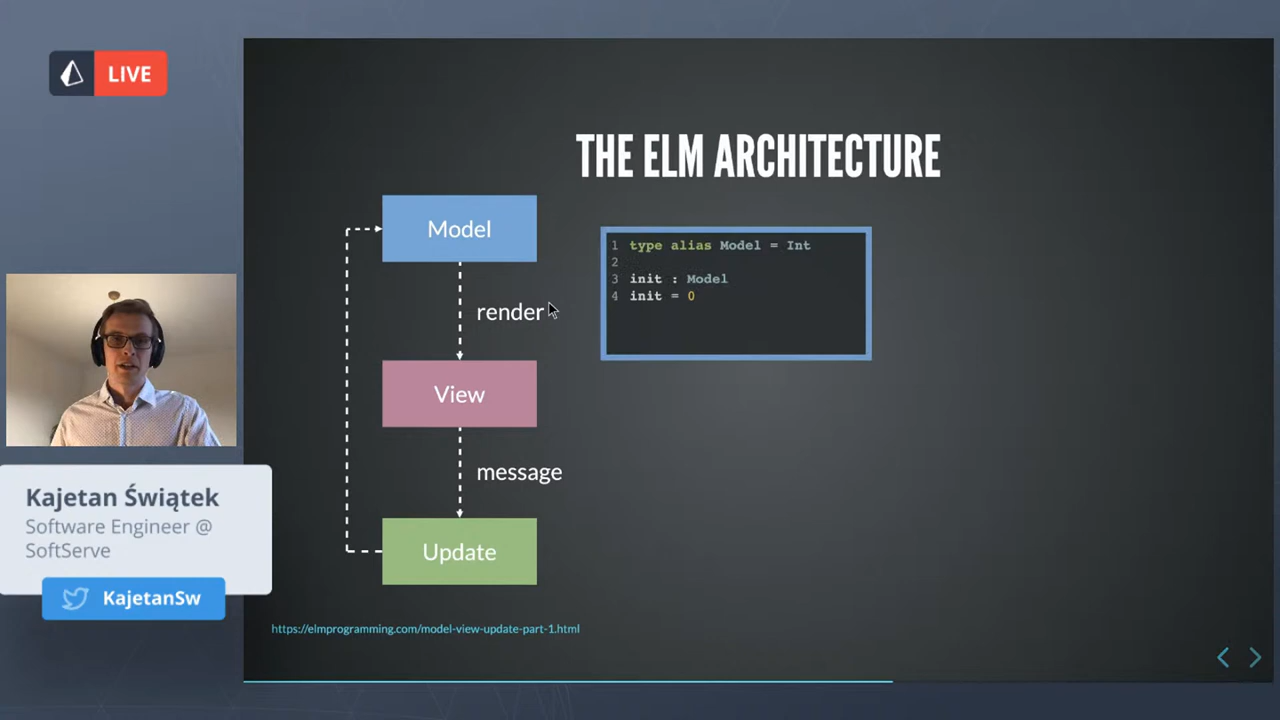 LIVE
THE ELM ARCHITECTURE
Model
1 type alias Model = Int
2
3 init : Model
4 init = 0
render
View
message
Update
Kajetan Świątek
Software Engineer @
SoftServe
KajetanSw
https://elmprogramming.com/model-view-update-part-1.html